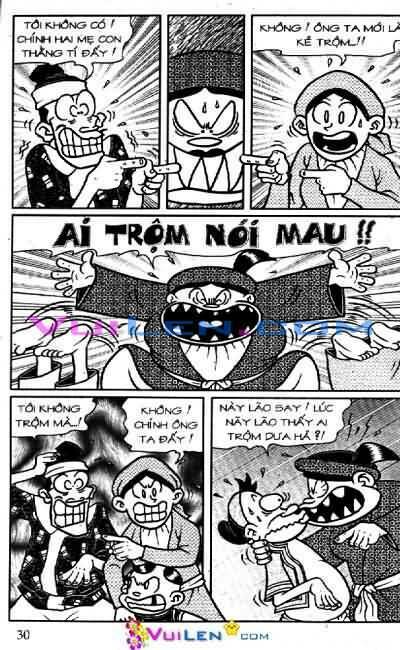 TÔI KHÔNG CÓ !
CHÍNH HAI MẸ CON
THẰNG TÍ ĐẤY !
KHÔNG ! ÔNG TA MỚI LÀ
KẺ TRỘM..!!
AI TRỘM NÓI MAU !!
VUILEN.COM
TÔI KHÔNG
TRỘM MÀ...!
KHÔNG !
CHÍNH ÔNG
TA ĐẤY !
NÀY LÃO SAY ! LÚC
NÃY LÃO THẤY AI
TRỘM DƯA HẢ ?!
30
VUILEN.COM